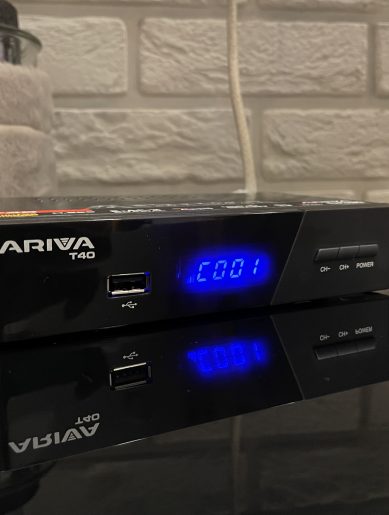 ARIVA
T40
C001
CH- CH+ POWER